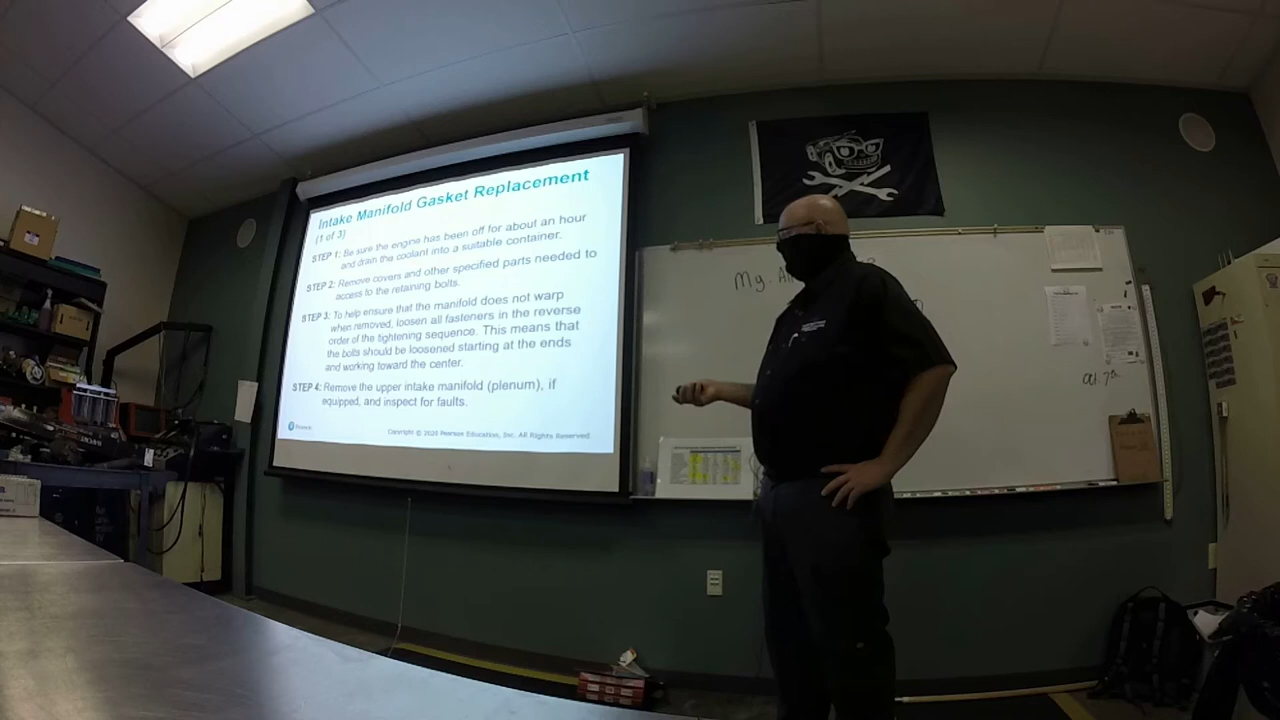 Intake Manifold Gasket Replacement
(1 of 3)
STEP 1: Be sure the engine has been off for about an hour
and drain the coolant into a suitable container.
STEP 2: Remove covers and other specified parts needed to
access to the retaining bolts.
STEP 3: To help ensure that the manifold does not warp
when removed, loosen all fasteners in the reverse
order of the tightening sequence. This means that
the bolts should be loosened starting at the ends
and working toward the center.
STEP 4: Remove the upper intake manifold (plenum), if
equipped, and inspect for faults.
Pearson
Copyright © 2020 Pearson Education, Inc. All Rights Reserved
My.
7th